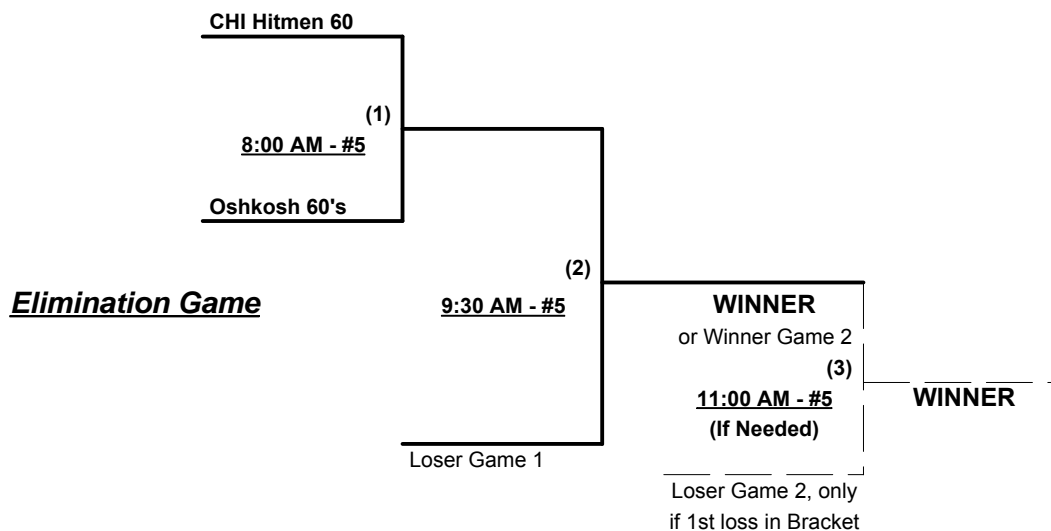 CHI Hitmen 60
(1)
8:00 AM - #5
Oshkosh 60's
(2)
Elimination Game
9:30 AM - #5
WINNER
or Winner Game 2
(3)
11:00 AM - #5
WINNER
(If Needed)
Loser Game 1
Loser Game 2, only
if 1st loss in Bracket